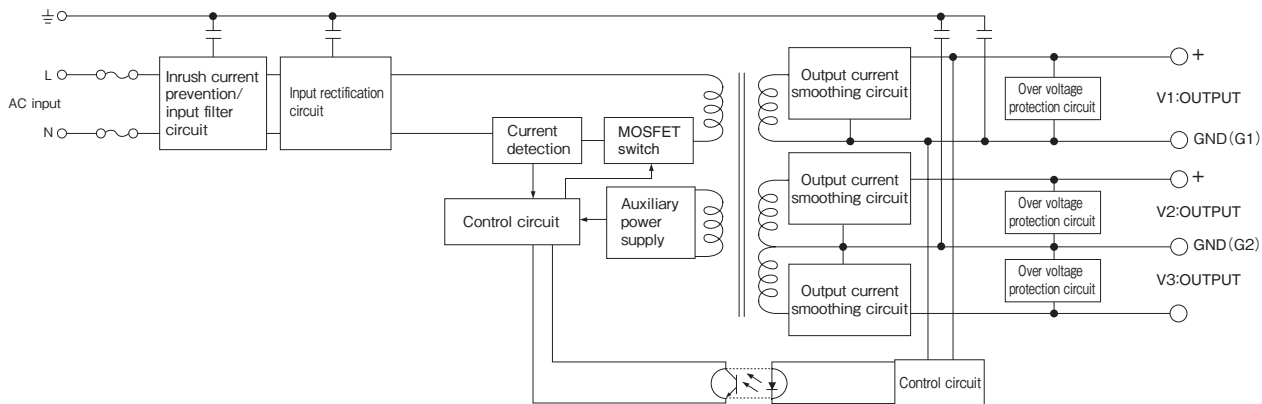 L
AC input
N
Inrush current
prevention/
input filter
circuit
Input rectification
circuit
Current
detection
MOSFET
switch
Control circuit
Auxiliary
power
supply
Output current
smoothing circuit
Over voltage
protection circuit
+
V1:OUTPUT
GND(G1)
Output current
smoothing circuit
Over voltage
protection circuit
+
V2:OUTPUT
GND(G2)
Output current
smoothing circuit
Over voltage
protection circuit
V3:OUTPUT
Control circuit